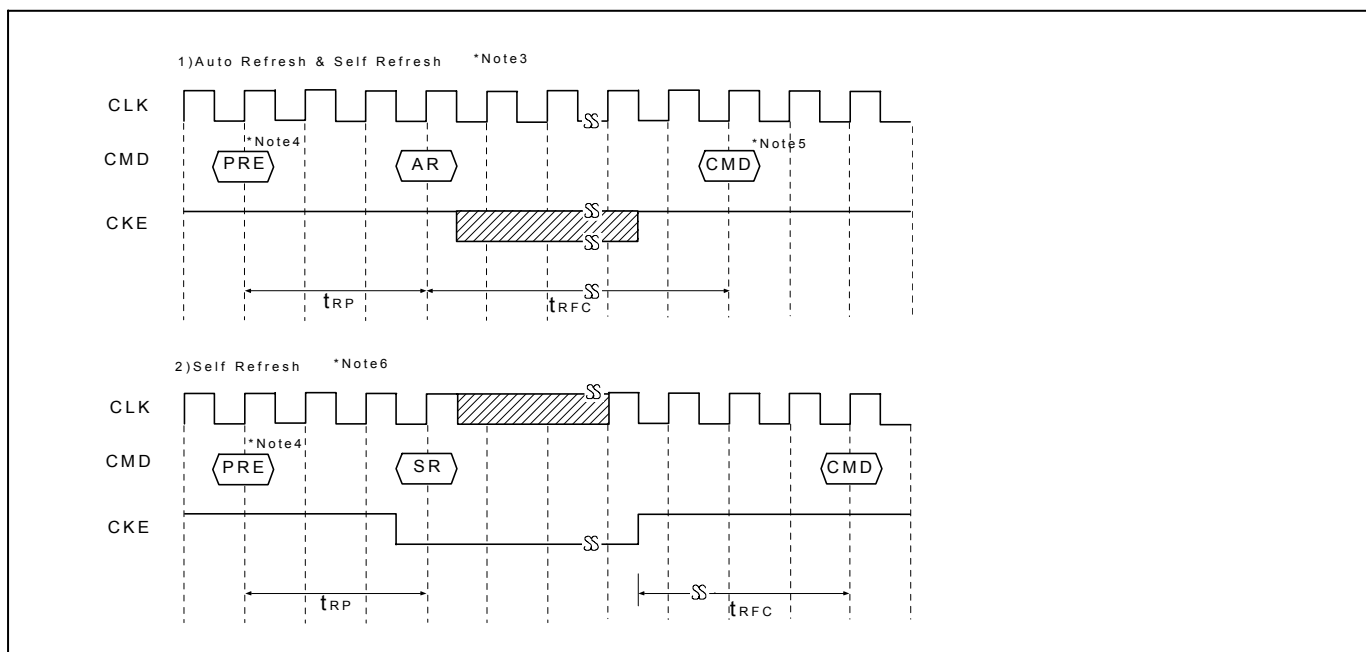 1)Auto Refresh & Self Refresh *Note3
CLK
*Note4
*Note5
CMD PRE AR CMD
CKE
tRP tRFC
2)Self Refresh *Note6
CLK
*Note4
CMD PRE SR CMD
CKE
tRP tRFC